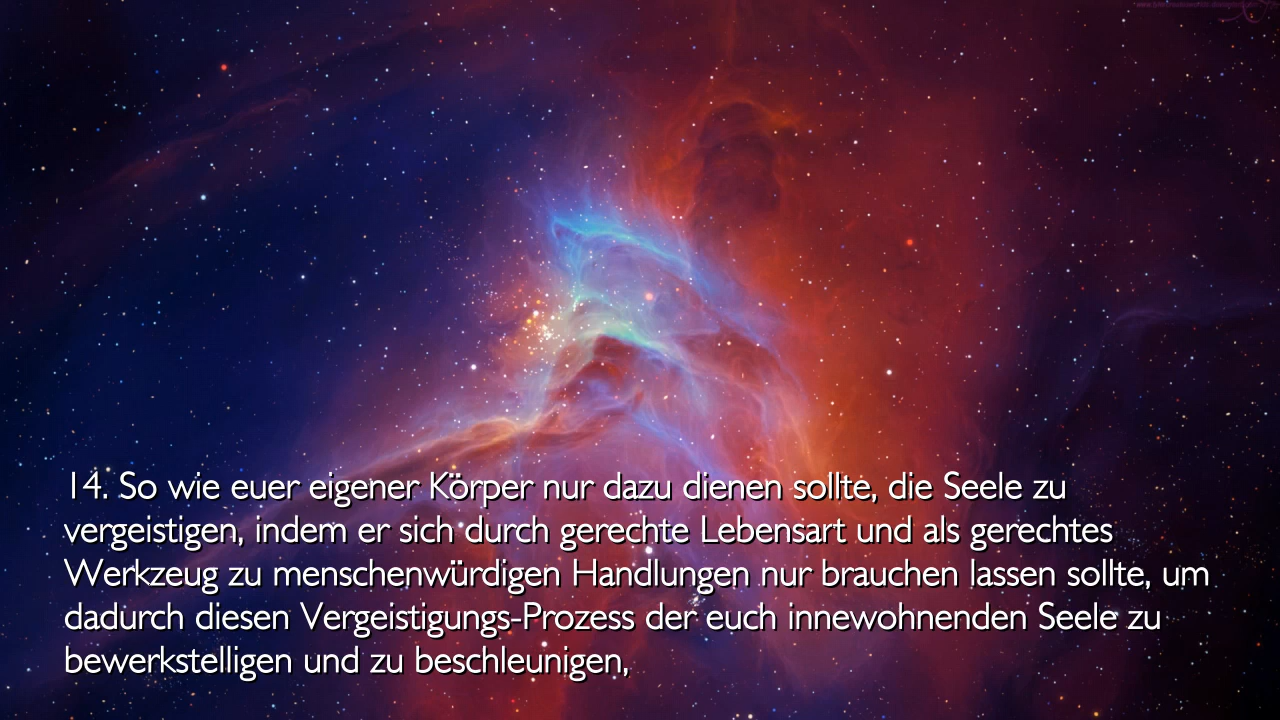 14. So wie euer eigener Körper nur dazu dienen sollte, die Seele zu
vergeistigen, indem er sich durch gerechte Lebensart und als gerechtes
Werkzeug zu menschenwürdigen Handlungen nur brauchen lassen sollte, um
dadurch diesen Vergeistigungs-Prozess der euch innewohnenden Seele zu
bewerkstelligen und zu beschleunigen,